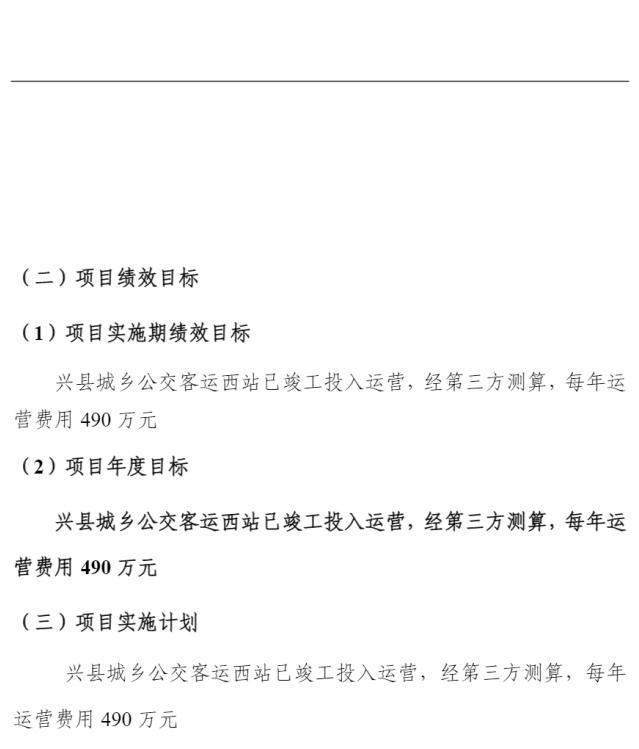 （二）项目绩效目标
（1）项目实施期绩效目标
兴县城乡公交客运西站已竣工投入运营，经第三方测算，每年运
营费用 490 万元
（2）项目年度目标
兴县城乡公交客运西站已竣工投入运营，经第三方测算，每年运
营费用 490 万元
（三）项目实施计划
兴县城乡公交客运西站已竣工投入运营，经第三方测算，每年
运营费用 490 万元